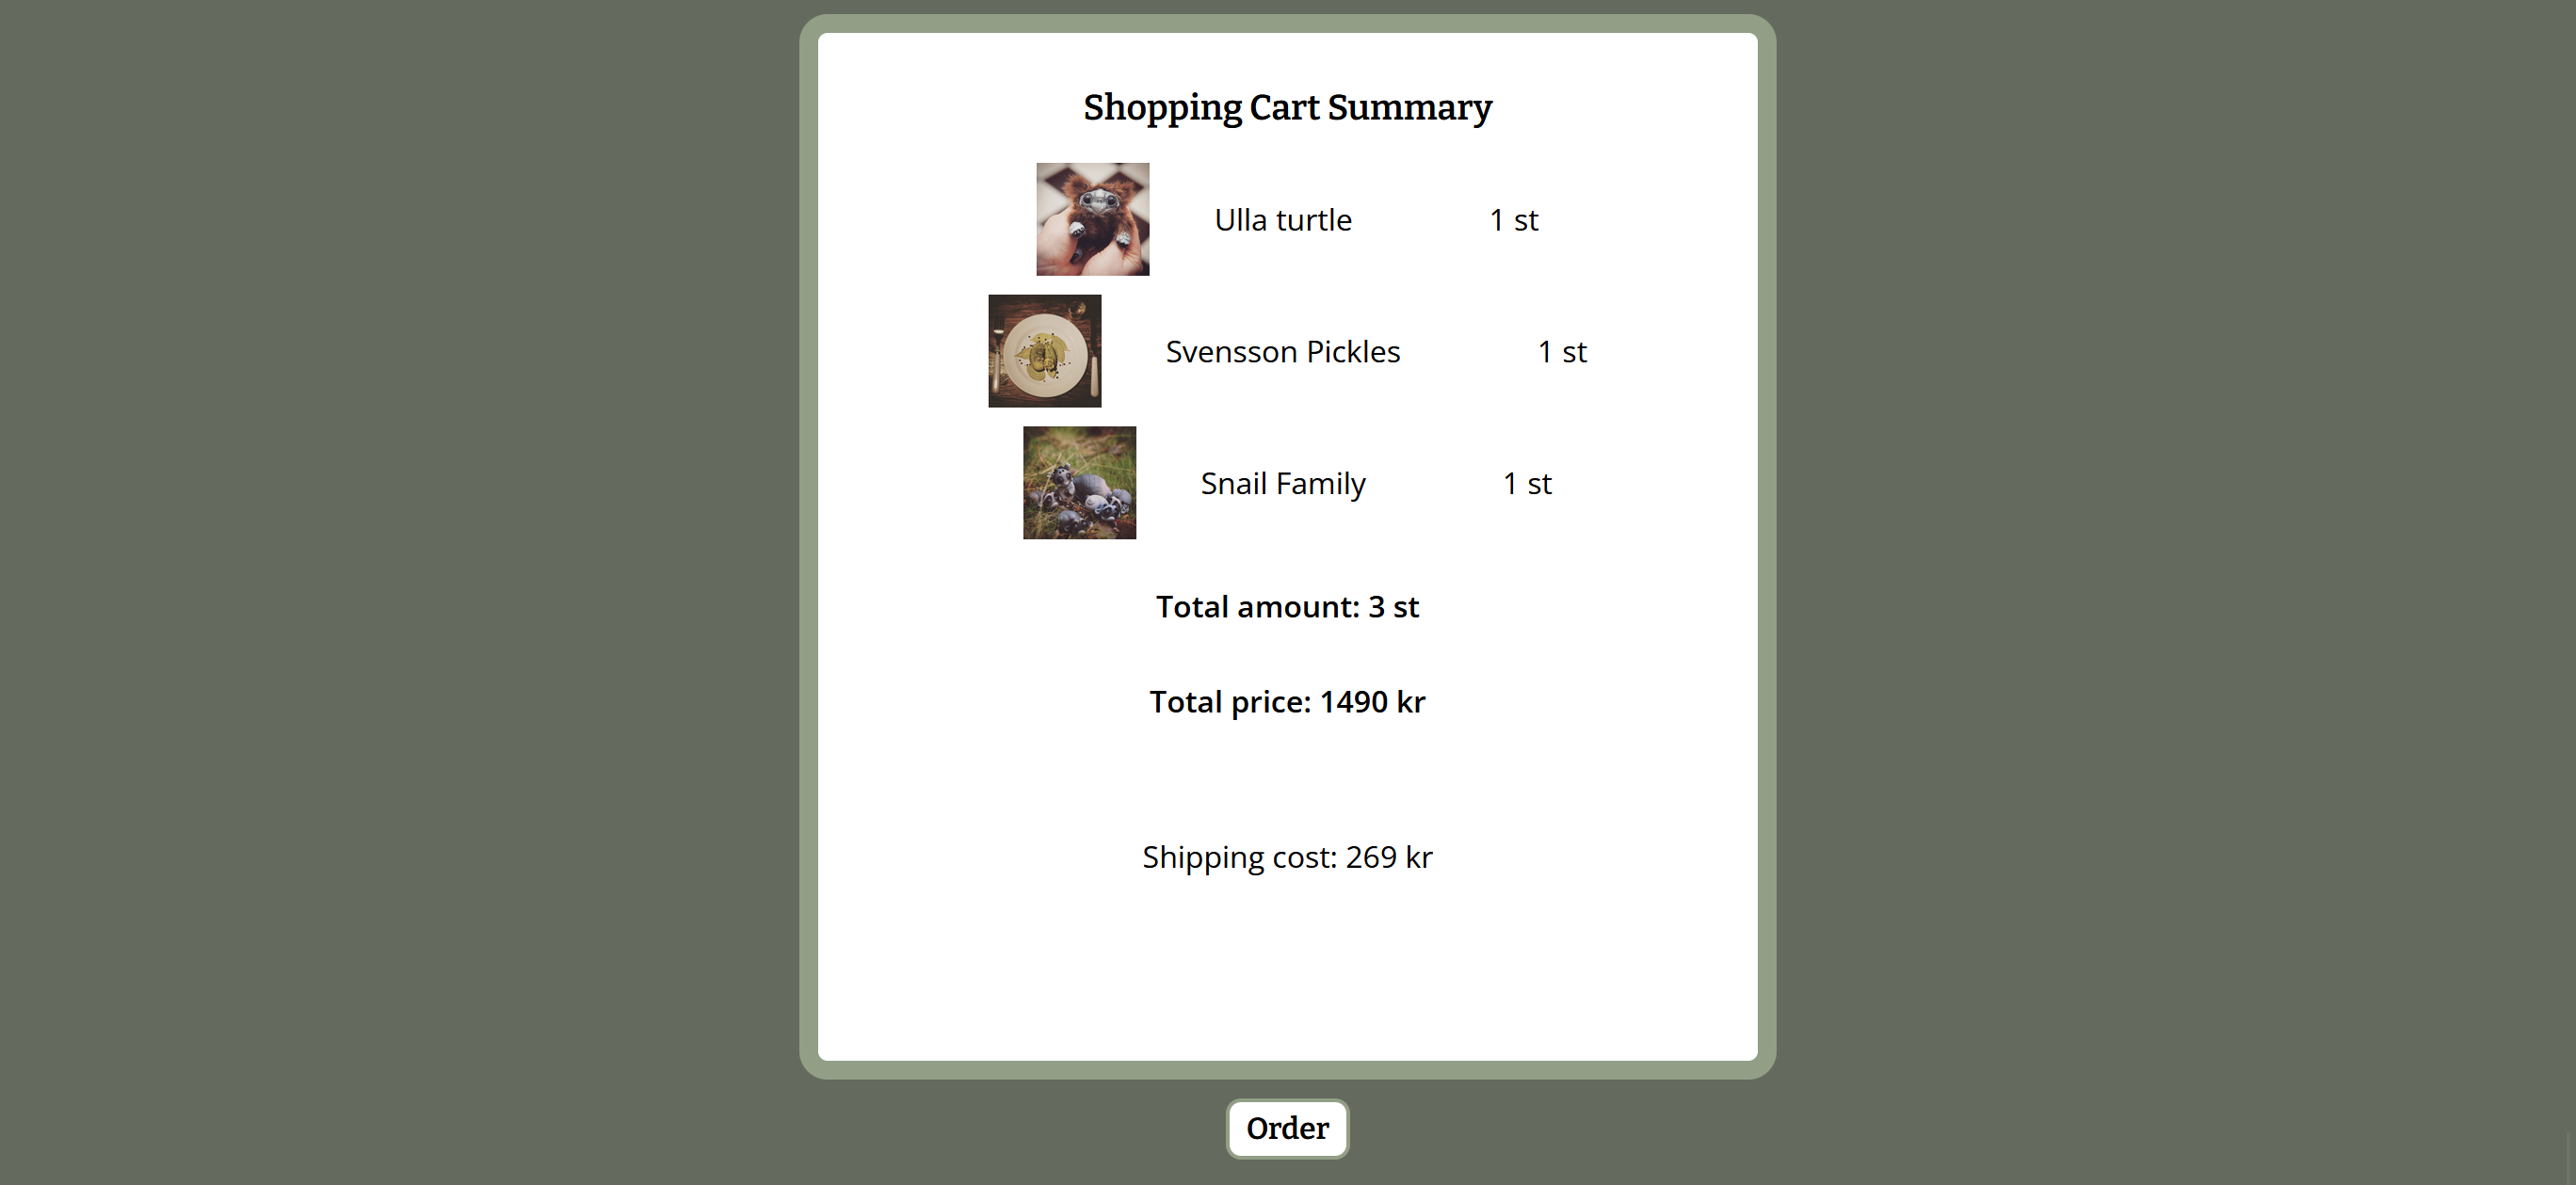 Shopping Cart Summary
Ulla turtle 1 st
Svensson Pickles 1 st
Snail Family 1 st
Total amount: 3 st
Total price: 1490 kr
Shipping cost: 269 kr
Order